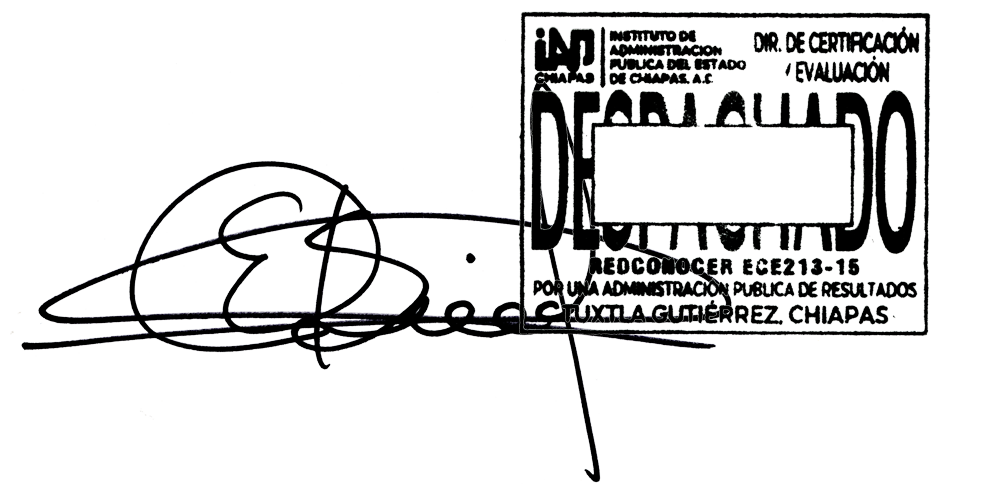 iAP
CHIAPAS
INSTITUTO DE
ADMINISTRACION
PUBLICA DEL ESTADO
DE CHIAPAS, A.C.
DIR. DE CERTIFICACIÓN
Y EVALUACIÓN
DESPACHADO
REDCONOCER ECE213-15
POR UNA ADMINISTRACIÓN PUBLICA DE RESULTADOS
TUXTLA GUTIÉRREZ, CHIAPAS